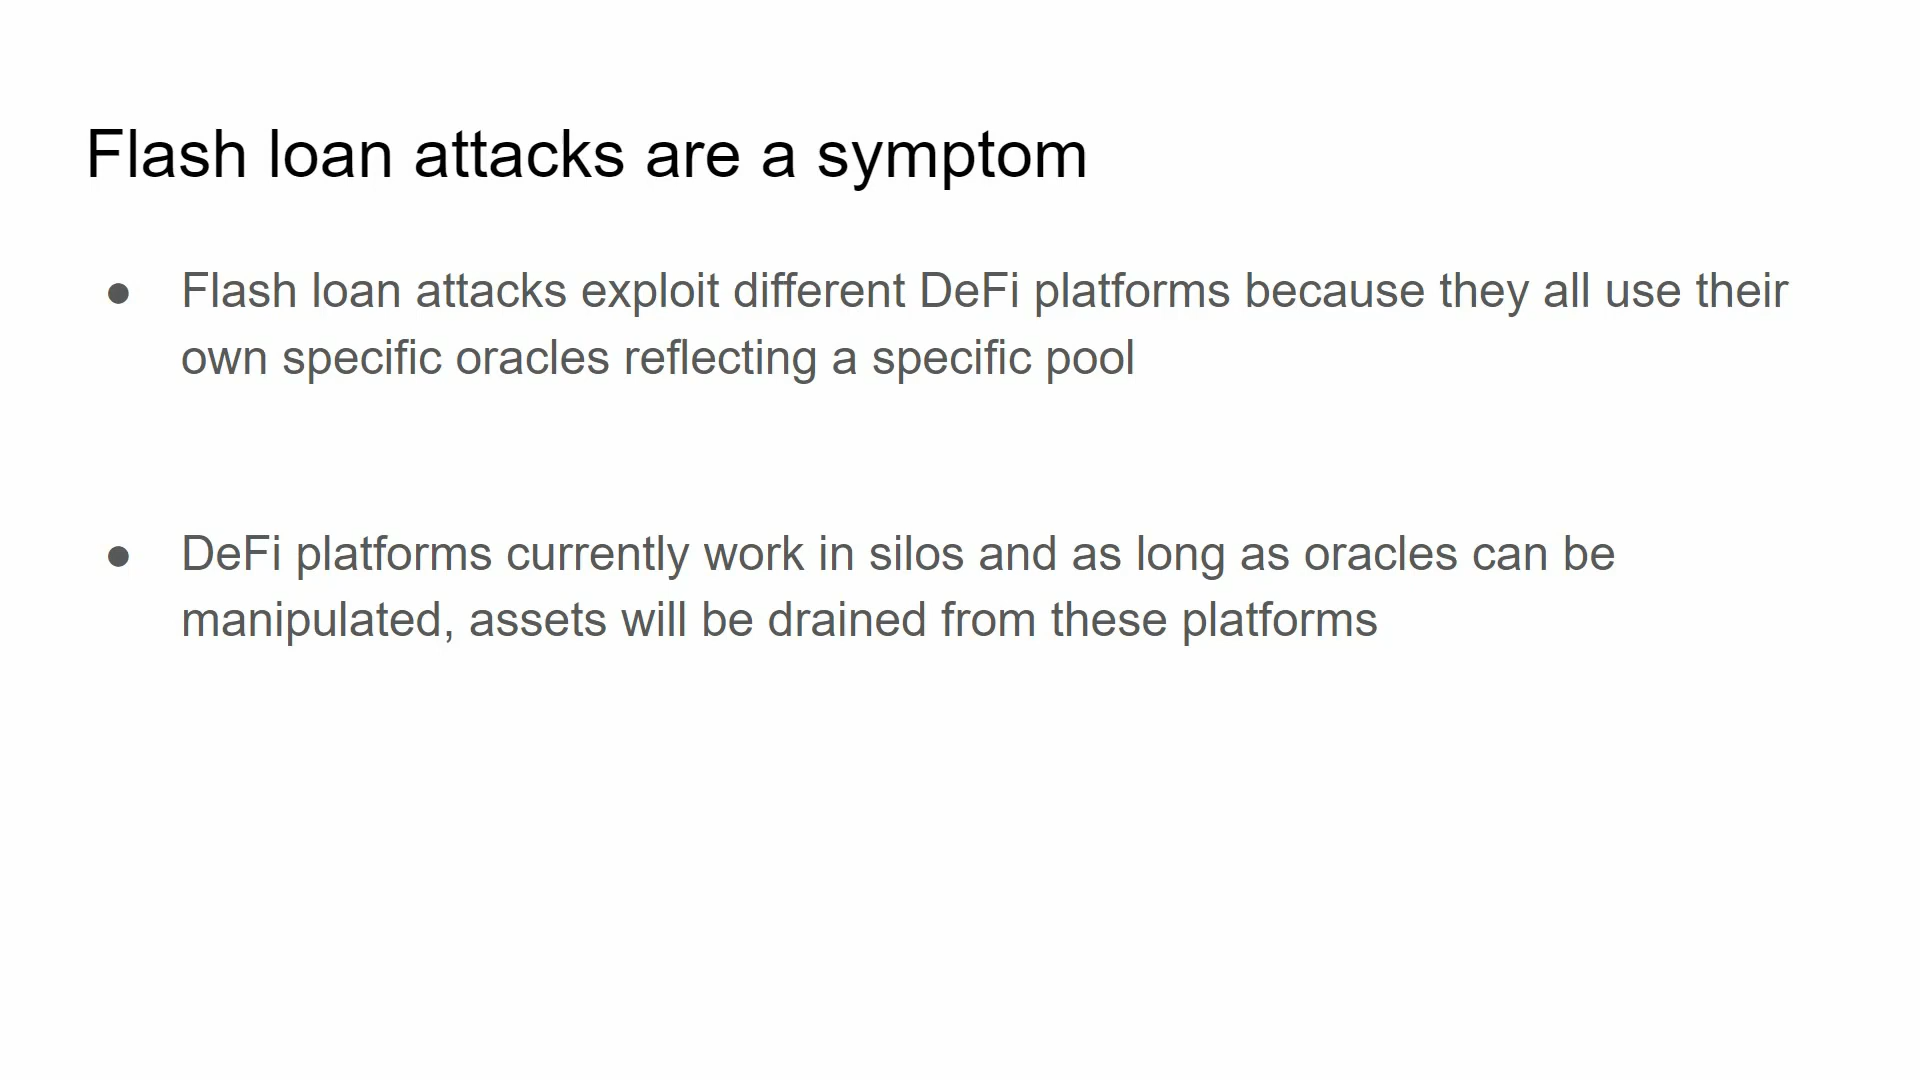 Flash loan attacks are a symptom
● Flash loan attacks exploit different DeFi platforms because they all use their
own specific oracles reflecting a specific pool
● DeFi platforms currently work in silos and as long as oracles can be
manipulated, assets will be drained from these platforms